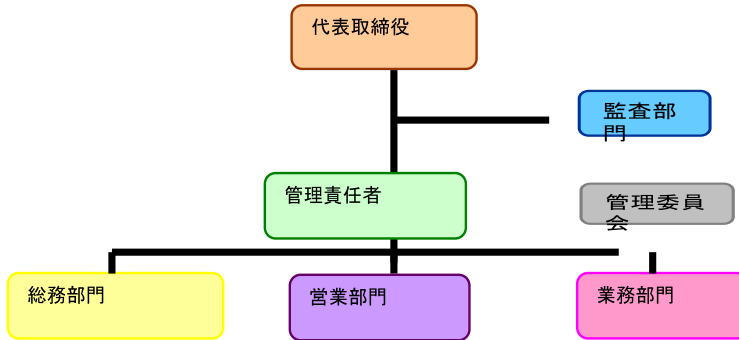 代表取締役
監査部
門
管理責任者
管理委員
会
総務部門
営業部門
業務部門